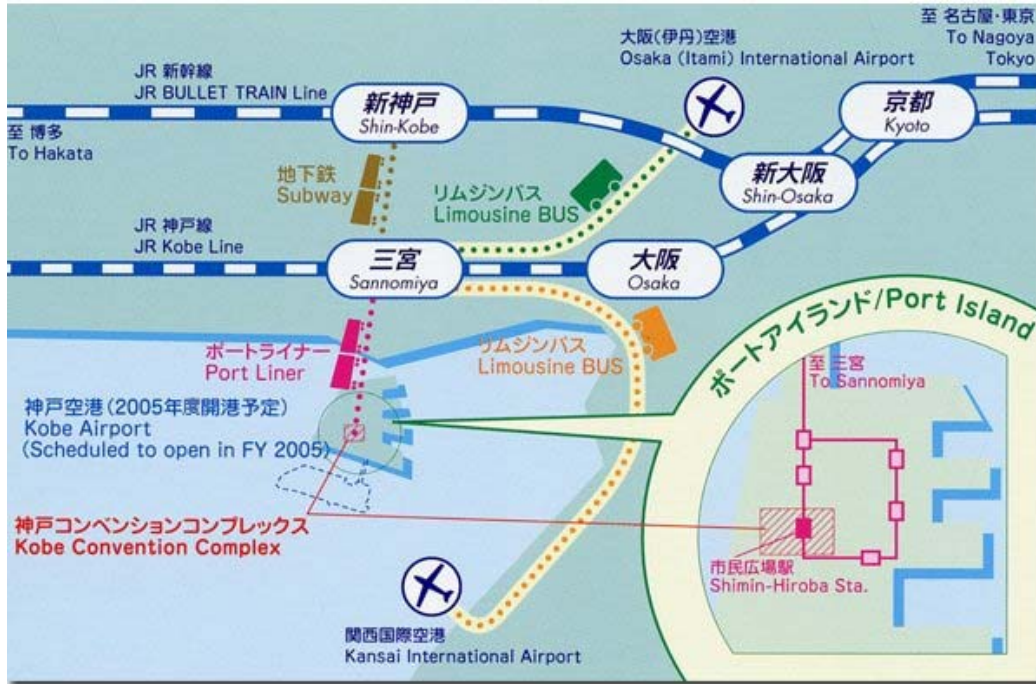 大阪(伊丹)空港
Osaka (Itami) International Airport
至 名古屋・東京
To Nagoya
Tokyo
JR 新幹線
JR BULLET TRAIN Line
新神戸
Shin-Kobe
京都
Kyoto
至 博多
To Hakata
地下鉄
Subway
リムジンバス
Limousine BUS
新大阪
Shin-Osaka
JR 神戸線
JR Kobe Line
三宮
Sannomiya
大阪
Osaka
ポートアイランド/Port Island
ポートライナー
Port Liner
リムジンバス
Limousine BUS
至 三宮
To Sannomiya
神戸空港(2005年度開港予定)
Kobe Airport
(Scheduled to open in FY 2005)
神戸コンベンションコンプレックス
Kobe Convention Complex
市民広場駅
Shimin-Hiroba Sta.
関西国際空港
Kansai International Airport